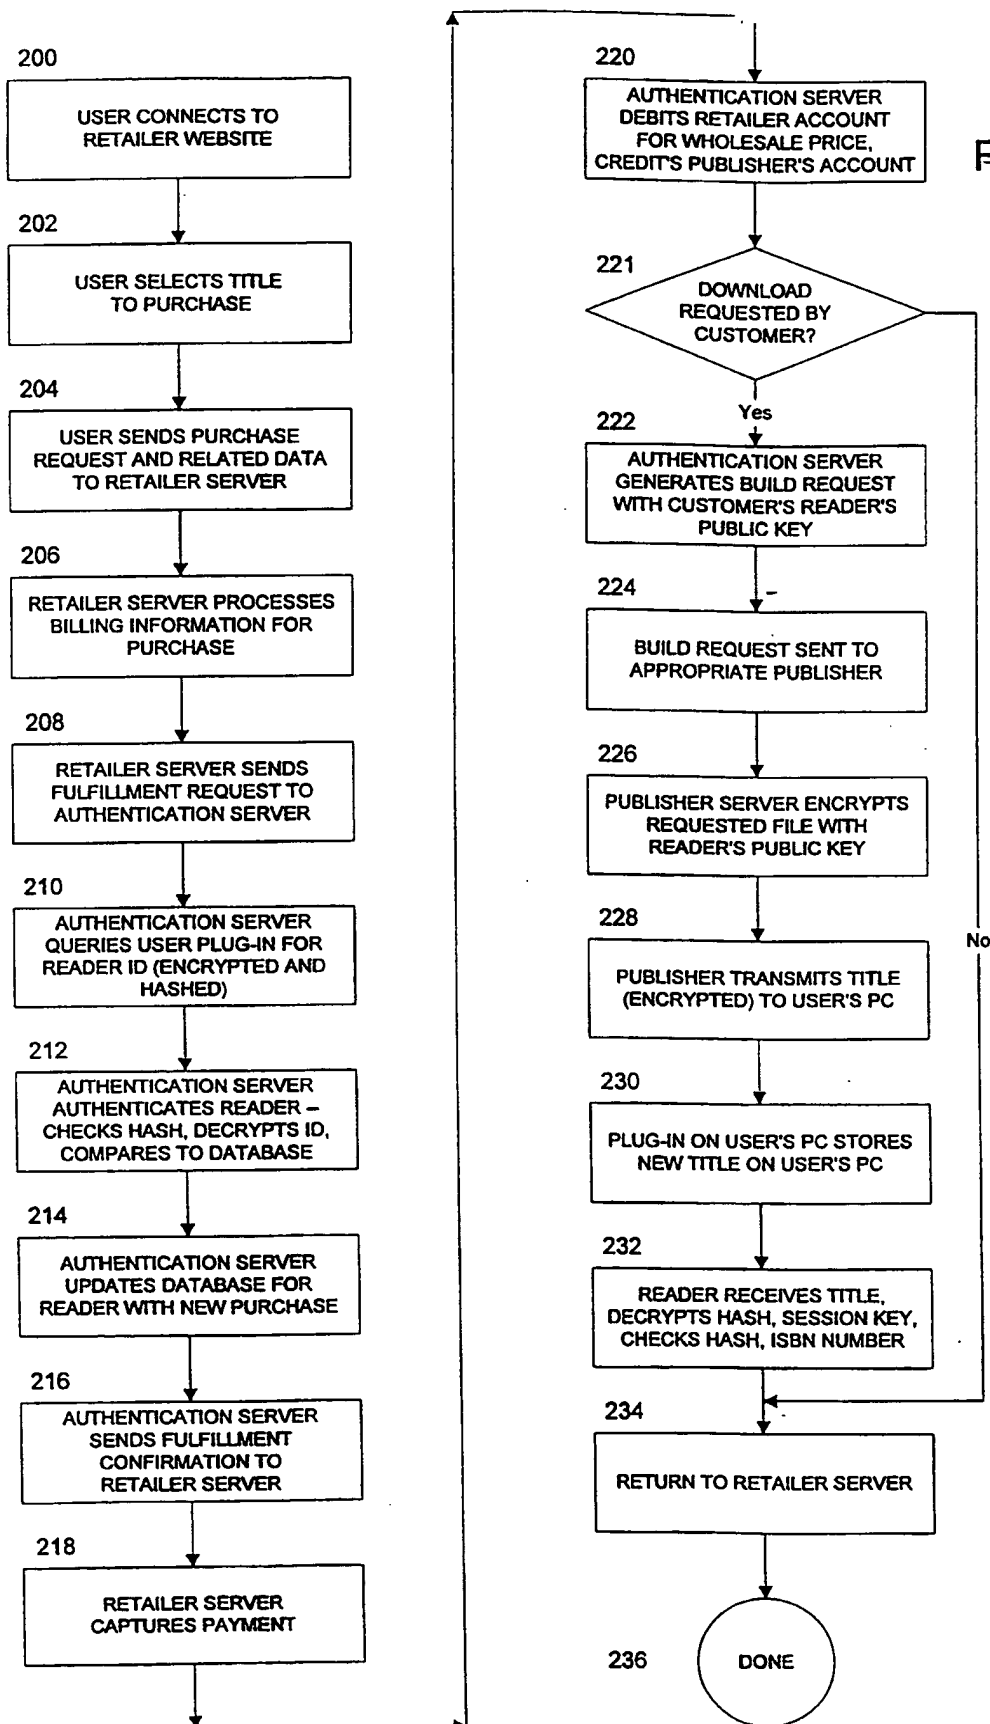 200
USER CONNECTS TO
RETAILER WEBSITE
202
USER SELECTS TITLE
TO PURCHASE
204
USER SENDS PURCHASE
REQUEST AND RELATED DATA
TO RETAILER SERVER
206
RETAILER SERVER PROCESSES
BILLING INFORMATION FOR
PURCHASE
208
RETAILER SERVER SENDS
FULFILLMENT REQUEST TO
AUTHENTICATION SERVER
210
AUTHENTICATION SERVER
QUERIES USER PLUG-IN FOR
READER ID (ENCRYPTED AND
HASHED)
212
AUTHENTICATION SERVER
AUTHENTICATES READER –
CHECKS HASH, DECRYPTS ID,
COMPARES TO DATABASE
214
AUTHENTICATION SERVER
UPDATES DATABASE FOR
READER WITH NEW PURCHASE
216
AUTHENTICATION SERVER
SENDS FULFILLMENT
CONFIRMATION TO
RETAILER SERVER
218
RETAILER SERVER
CAPTURES PAYMENT
220
AUTHENTICATION SERVER
DEBITS RETAILER ACCOUNT
FOR WHOLESALE PRICE,
CREDIT'S PUBLISHER'S ACCOUNT
221
DOWNLOAD
REQUESTED BY
CUSTOMER?
Yes
222
AUTHENTICATION SERVER
GENERATES BUILD REQUEST
WITH CUSTOMER'S READER'S
PUBLIC KEY
224
BUILD REQUEST SENT TO
APPROPRIATE PUBLISHER
226
PUBLISHER SERVER ENCRYPTS
REQUESTED FILE WITH
READER'S PUBLIC KEY
228
No
PUBLISHER TRANSMITS TITLE
(ENCRYPTED) TO USER'S PC
230
PLUG-IN ON USER'S PC STORES
NEW TITLE ON USER'S PC
232
READER RECEIVES TITLE,
DECRYPTS HASH, SESSION KEY,
CHECKS HASH, ISBN NUMBER
234
RETURN TO RETAILER SERVER
236
DONE